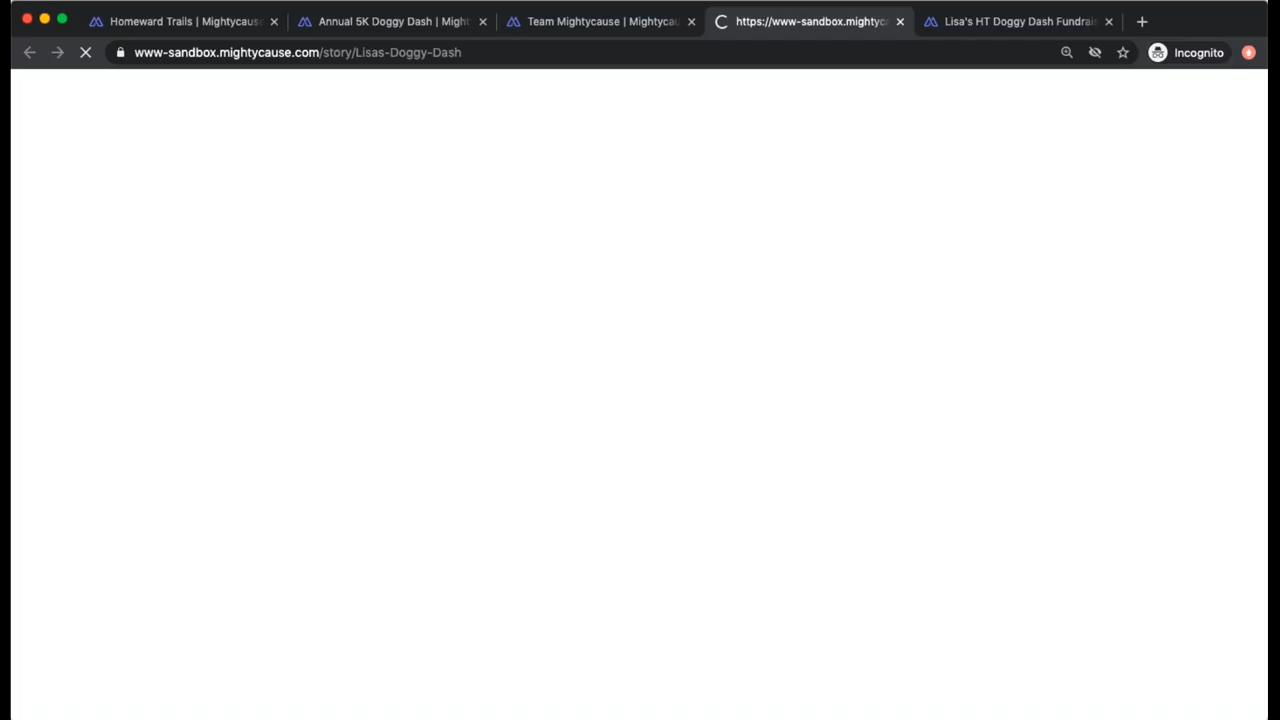 Homeward Trails | Mightycause
Annual 5K Doggy Dash | Might
Team Mightycause | Mightycau
https://www-sandbox.mightyc
Lisa's HT Doggy Dash Fundrais
www-sandbox.mightycause.com/story/Lisas-Doggy-Dash
Incognito